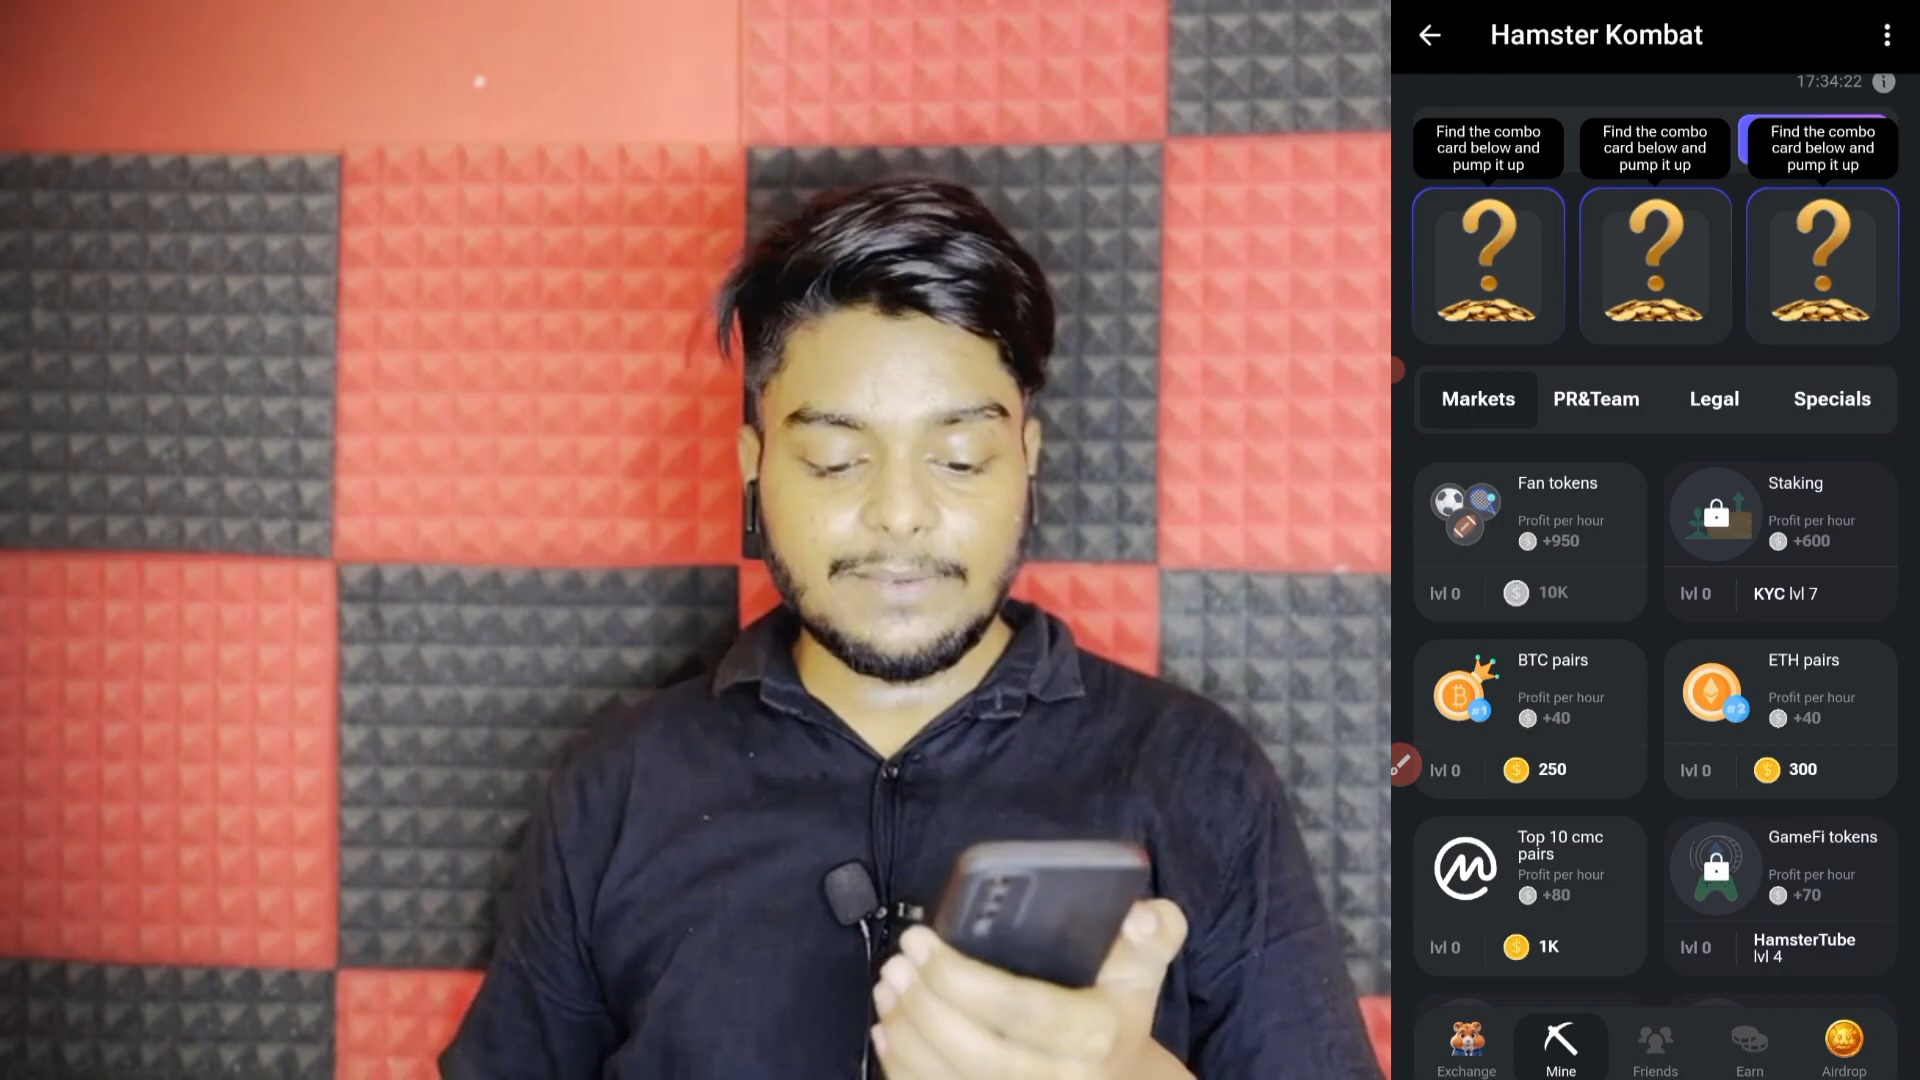 Hamster Kombat
17:34:22
Find the combo
card below and
pump it up
Find the combo
card below and
pump it up
Find the combo
card below and
pump it up
Markets
PR&Team
Legal
Specials
Fan tokens
Profit per hour
+950
lvl 0
10K
Staking
Profit per hour
+600
lvl 0
KYC lvl 7
BTC pairs
#1
Profit per hour
+40
lvl 0
250
ETH pairs
#2
Profit per hour
+40
lvl 0
300
Top 10 cmc
pairs
Profit per hour
+80
lvl 0
1K
GameFi tokens
Profit per hour
+70
lvl 0
HamsterTube
lvl 4
Exchange
Mine
Friends
Earn
Airdrop